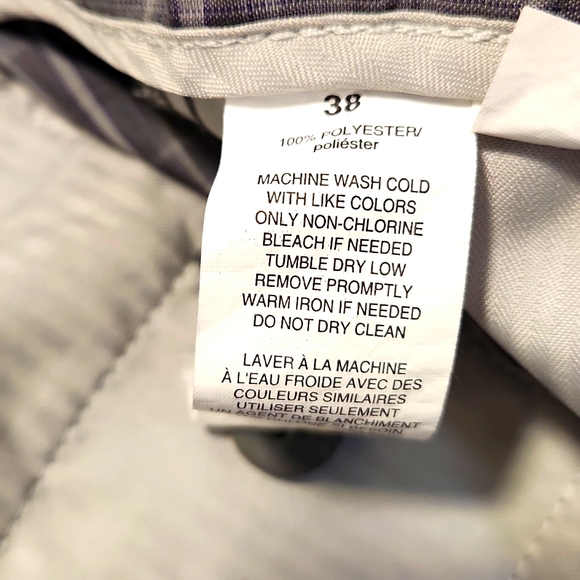 38
100% POLYESTER/
poliéster
MACHINE WASH COLD
WITH LIKE COLORS
ONLY NON-CHLORINE
BLEACH IF NEEDED
TUMBLE DRY LOW
REMOVE PROMPTLY
WARM IRON IF NEEDED
DO NOT DRY CLEAN
LAVER À LA MACHINE
À L'EAU FROIDE AVEC DES
COULEURS SIMILAIRES
UTILISER SEULEMENT
UN AGENT DE BLANCHIMENT
SI BESOIN